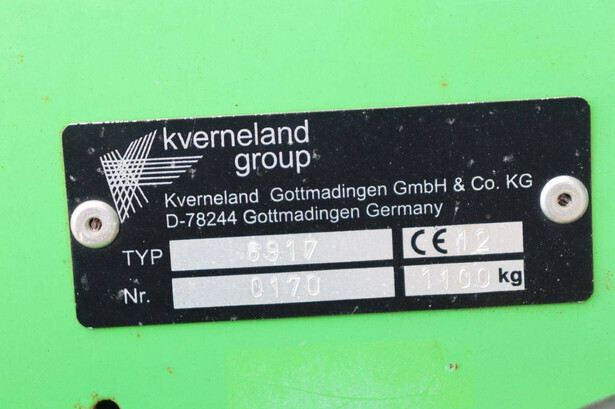 kverneland
group
Kverneland Gottmadingen GmbH & Co. KG
D-78244 Gottmadingen Germany
TYP 8917 CE 12
Nr. 0170 1100 kg